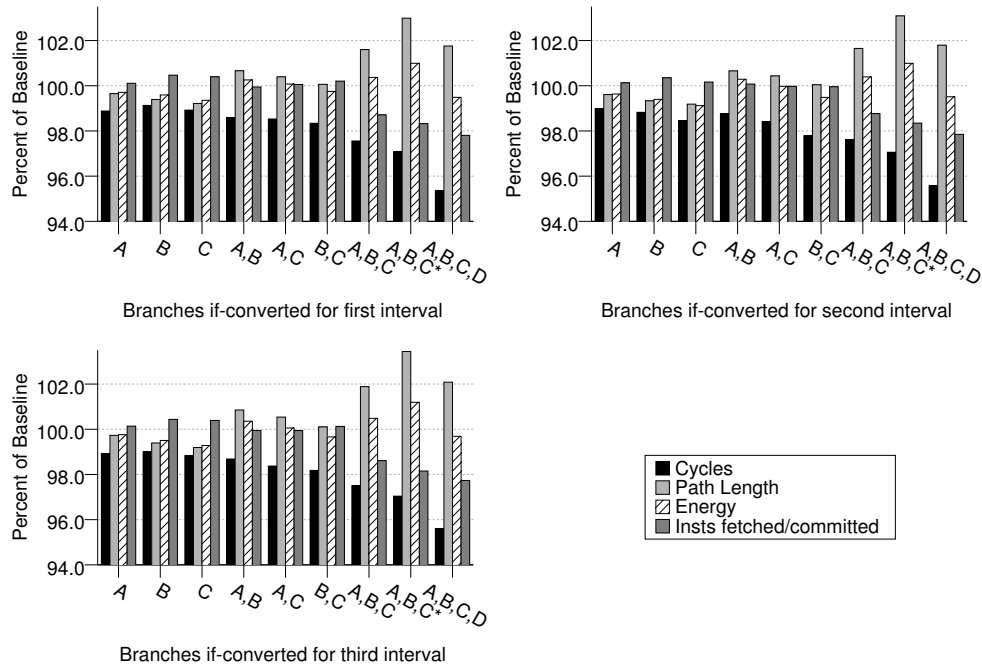 Percent of Baseline
102.0
100.0
98.0
96.0
94.0
A
B
C
A,B
A,C
B,C
A,B,C
A,B,C*
A,B,C,D
Branches if-converted for first interval
Percent of Baseline
102.0
100.0
98.0
96.0
94.0
A
B
C
A,B
A,C
B,C
A,B,C
A,B,C*
A,B,C,D
Branches if-converted for second interval
Percent of Baseline
102.0
100.0
98.0
96.0
94.0
A
B
C
A,B
A,C
B,C
A,B,C
A,B,C*
A,B,C,D
Branches if-converted for third interval
Cycles
Path Length
Energy
Insts fetched/committed